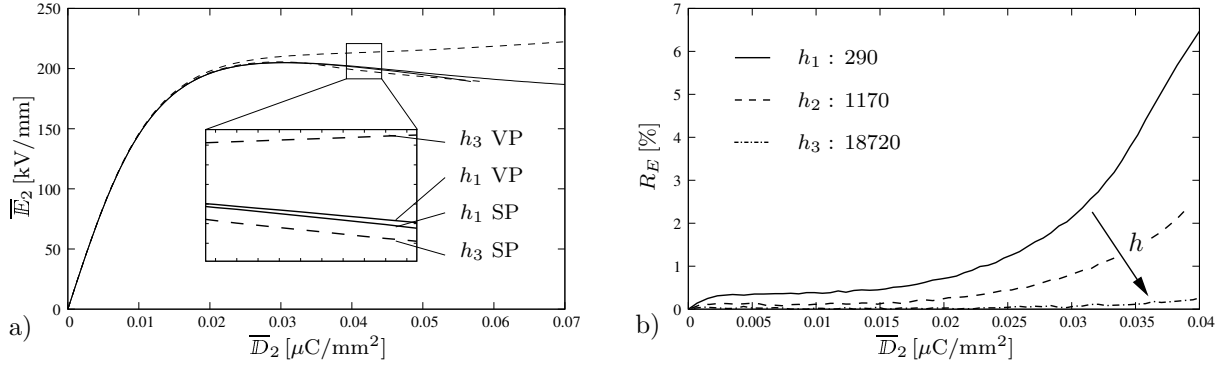 250
200
150
100
50
0
𝔼̅₂ [kV/mm]
h₃ VP
h₁ VP
h₁ SP
h₃ SP
0 0.01 0.02 0.03 0.04 0.05 0.06 0.07
a)
𝔻̅₂ [μC/mm²]
7
6
5
4
3
2
1
0
R_E [%]
h₁ : 290
h₂ : 1170
h₃ : 18720
h
0 0.005 0.01 0.015 0.02 0.025 0.03 0.035 0.04
b)
𝔻̅₂ [μC/mm²]